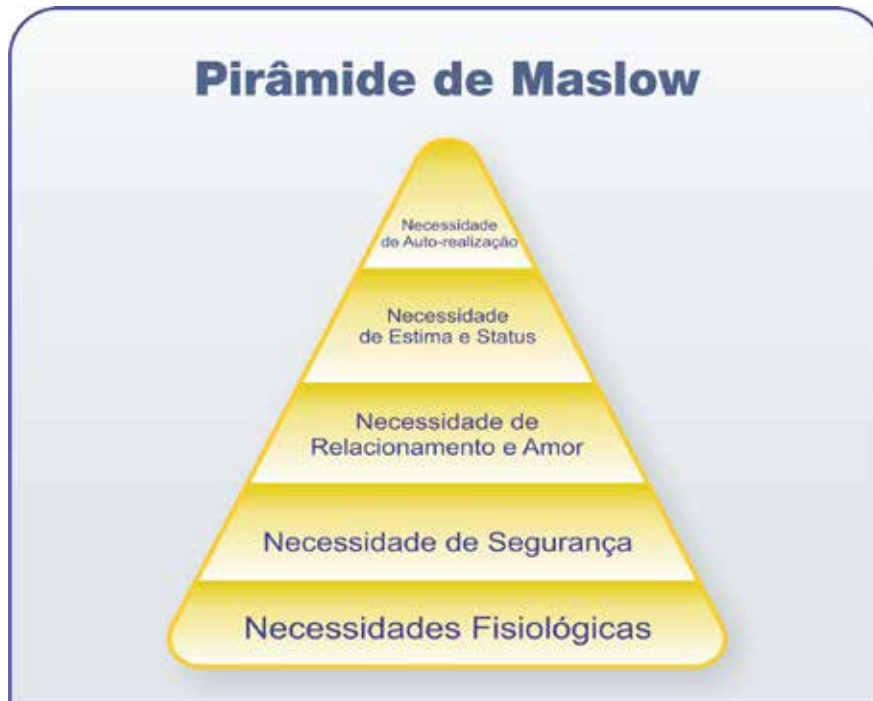 Pirâmide de Maslow
Necessidade
de Auto-realização
Necessidade
de Estima e Status
Necessidade de
Relacionamento e Amor
Necessidade de Segurança
Necessidades Fisiológicas